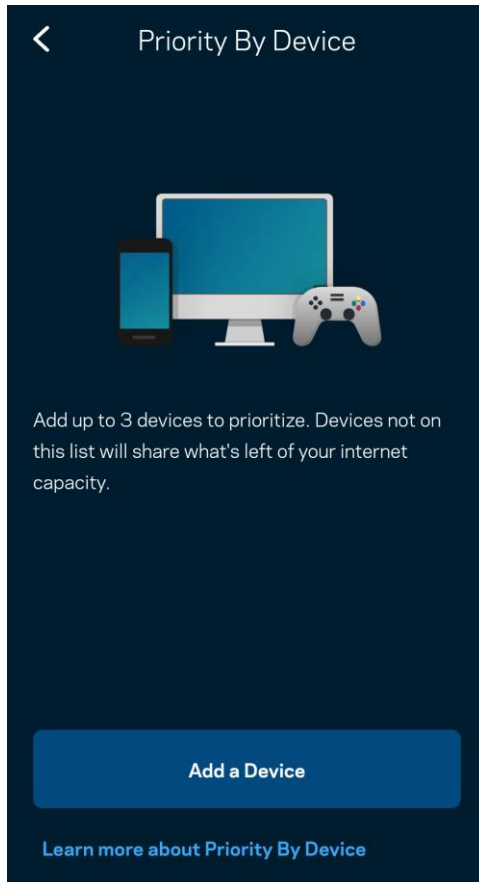 Priority By Device
Add up to 3 devices to prioritize. Devices not on
this list will share what's left of your internet
capacity.
Add a Device
Learn more about Priority By Device